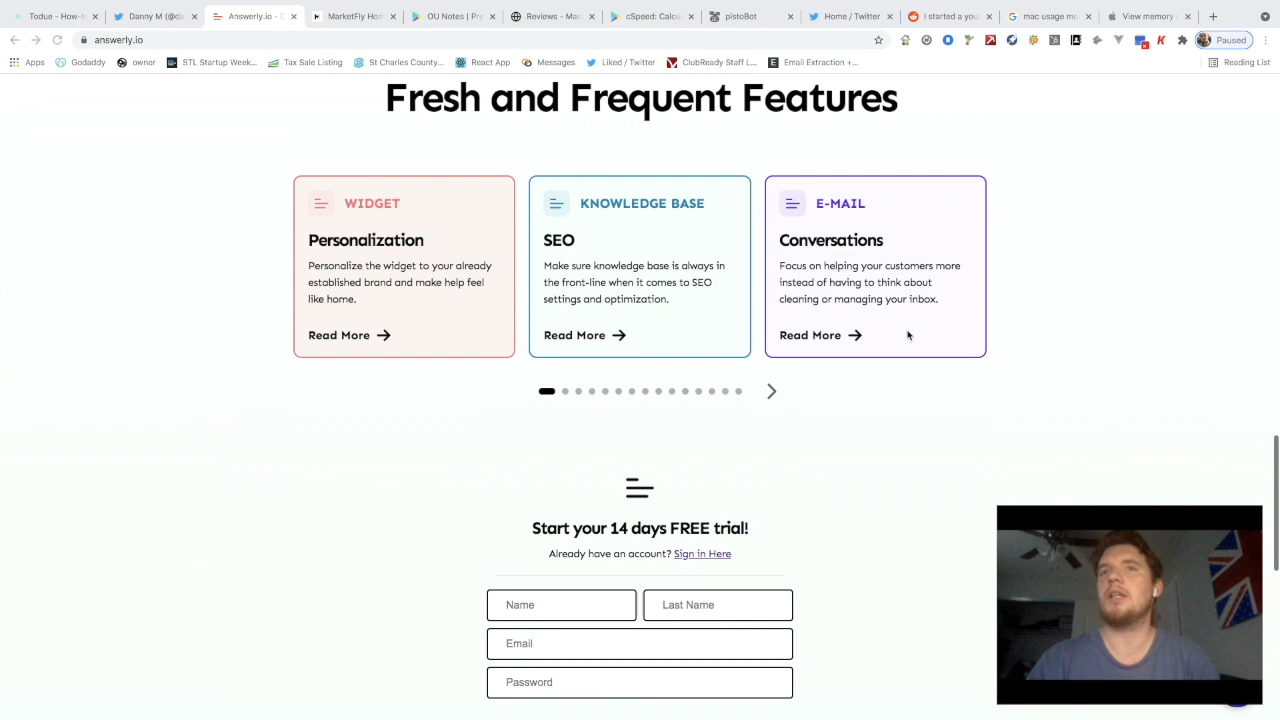 Todue - How-b
Danny M (@da
Answerly.io - C
MarketFly Hom
OU Notes | Pre
Reviews - Man
cSpeed: Calcu
pistoBot
Home / Twitter
I started a you
mac usage mo
View memory
answerly.io
Paused
Apps
Godaddy
owner
STL Startup Week...
Tax Sale Listing
St Charles County...
React App
Messages
Liked / Twitter
ClubReady Staff L...
Email Extraction +...
Reading List
Fresh and Frequent Features
WIDGET
Personalization
Personalize the widget to your already
established brand and make help feel
like home.
Read More
KNOWLEDGE BASE
SEO
Make sure knowledge base is always in
the front-line when it comes to SEO
settings and optimization.
Read More
E-MAIL
Conversations
Focus on helping your customers more
instead of having to think about
cleaning or managing your inbox.
Read More
Start your 14 days FREE trial!
Already have an account? Sign in Here
Name
Last Name
Email
Password